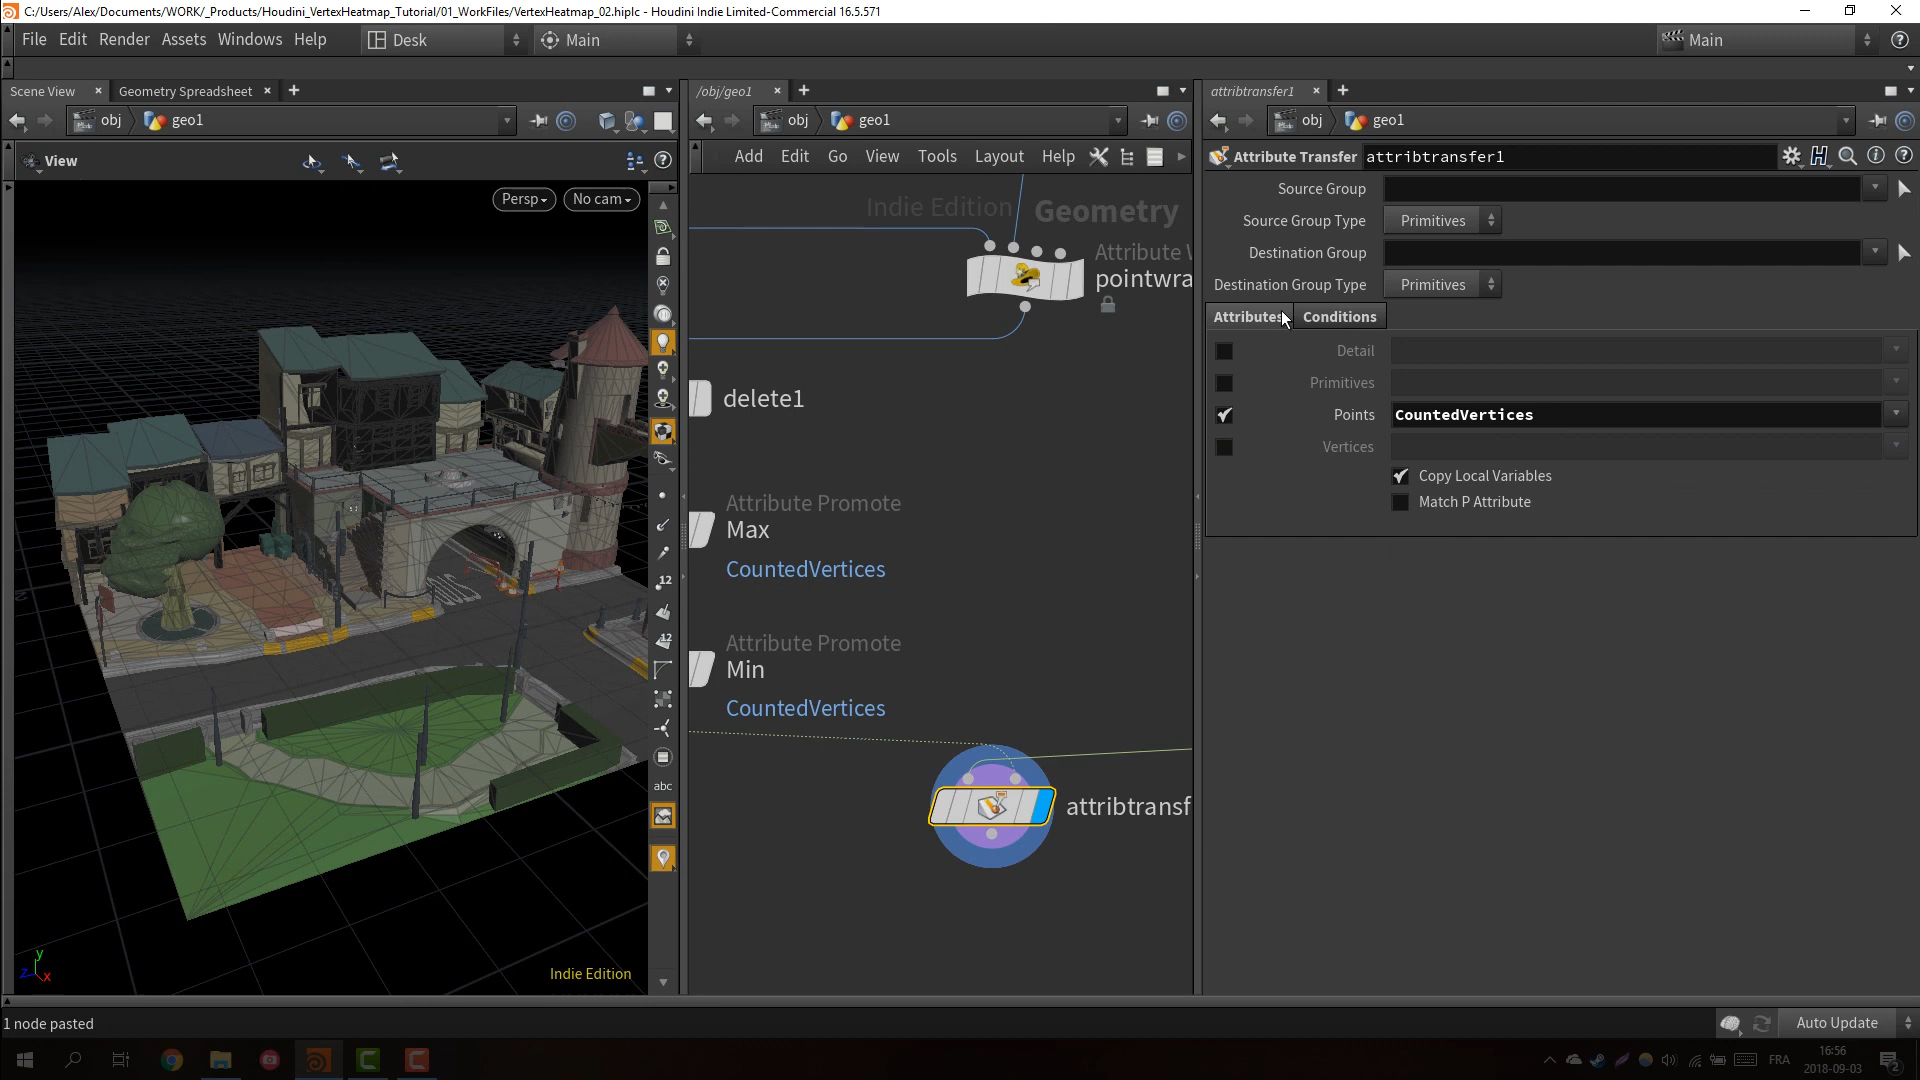 C:/Users/Alex/Documents/WORK/_Products/Houdini_VertexHeatmap_Tutorial/01_WorkFiles/VertexHeatmap_02.hiplc - Houdini Indie Limited-Commercial 16.5.571
File Edit Render Assets Windows Help Desk Main Main
Scene View Geometry Spreadsheet
obj geo1
View
Persp No cam
12
12
abc
Indie Edition
/obj/geo1
obj geo1
Add Edit Go View Tools Layout Help
Indie Edition Geometry
Attribute W
pointwra
delete1
Attribute Promote
Max
CountedVertices
Attribute Promote
Min
CountedVertices
attribtransf
attribtransfer1
obj geo1
Attribute Transfer attribtransfer1
Source Group
Source Group Type Primitives
Destination Group
Destination Group Type Primitives
Attributes Conditions
Detail
Primitives
Points CountedVertices
Vertices
Copy Local Variables
Match P Attribute
y
z x
1 node pasted
Auto Update
FRA
16:56
2018-09-03
2